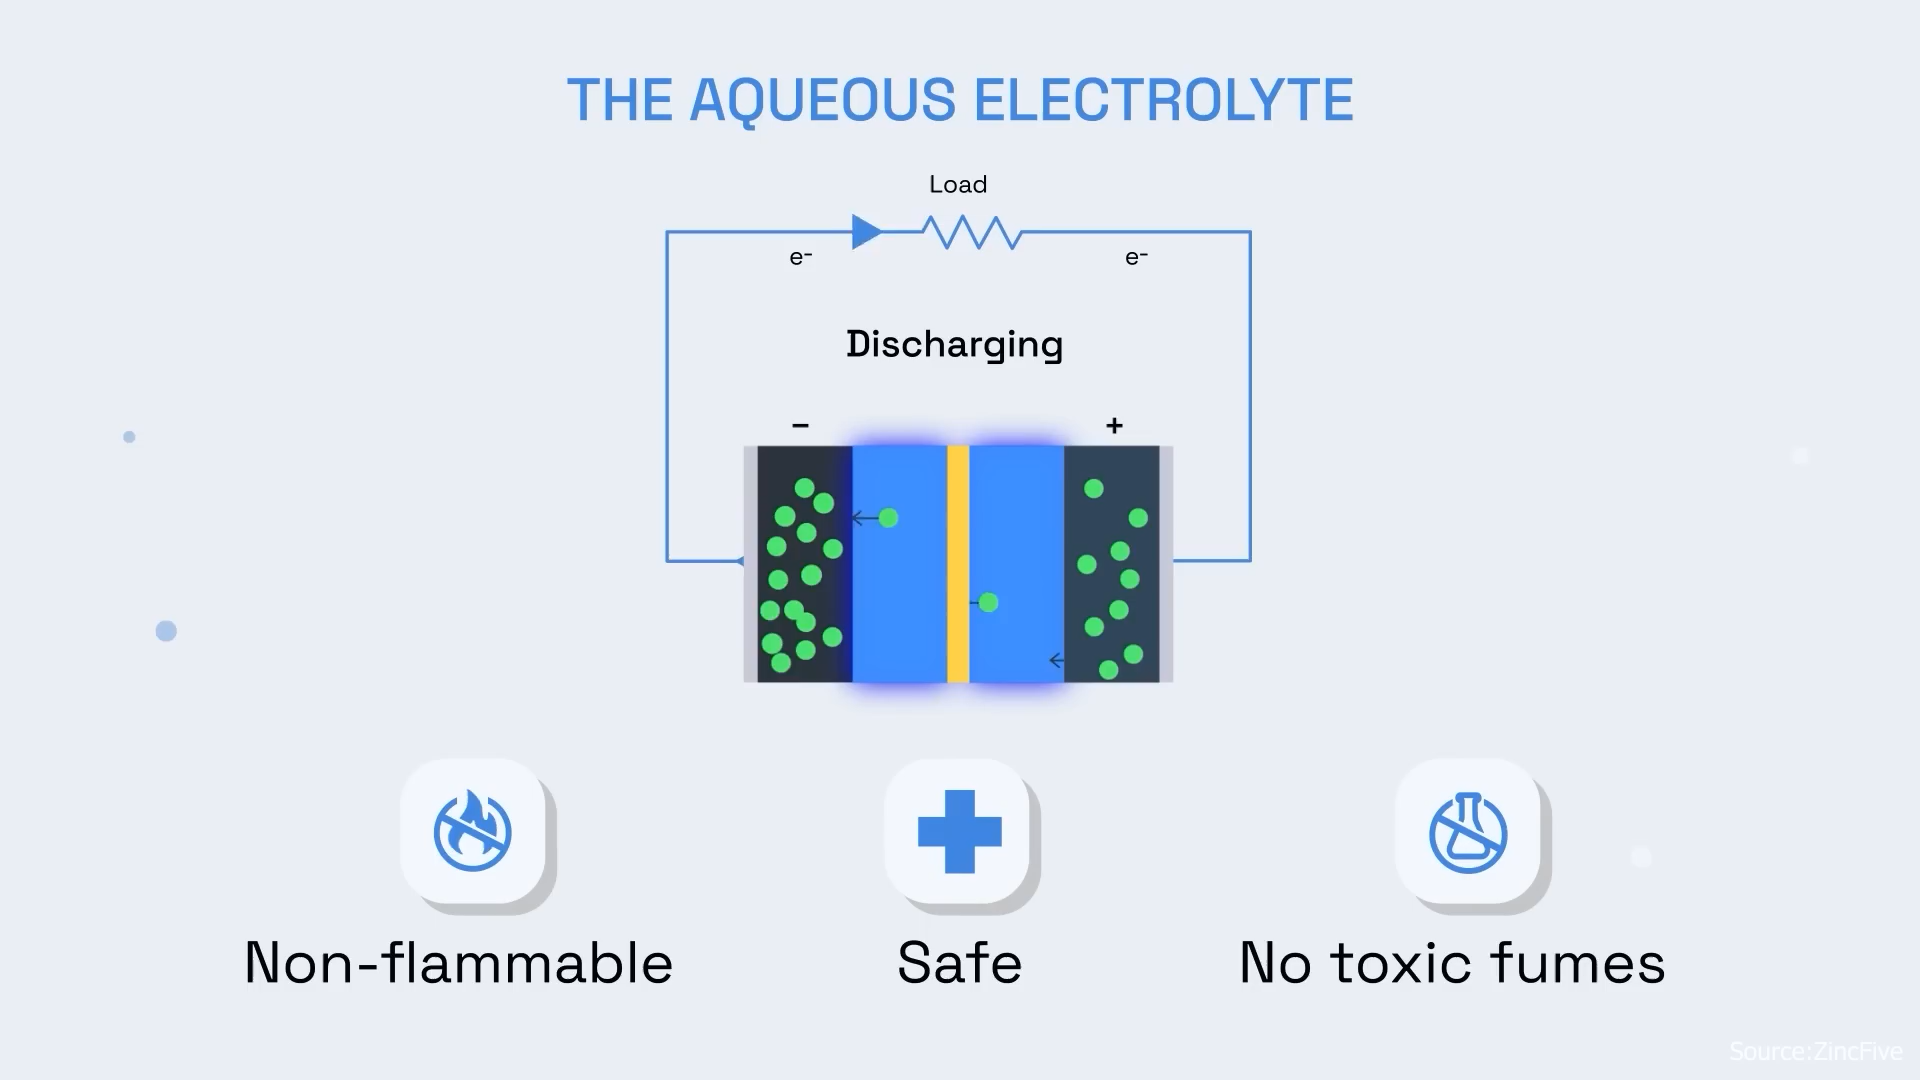 THE AQUEOUS ELECTROLYTE
Load
e⁻ e⁻
Discharging
− +
Non-flammable Safe No toxic fumes
Source:ZincFive